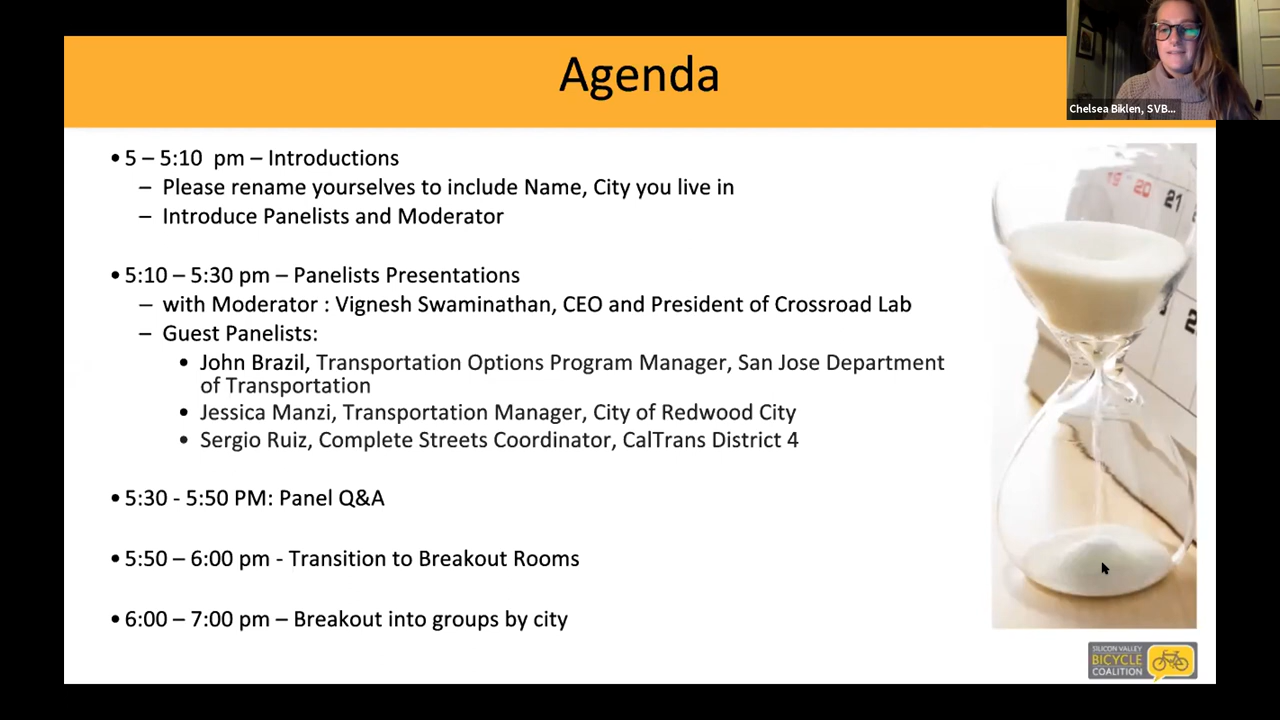 Agenda
Chelsea Biklen, SVB...
• 5 – 5:10 pm – Introductions
– Please rename yourselves to include Name, City you live in
– Introduce Panelists and Moderator
• 5:10 – 5:30 pm – Panelists Presentations
– with Moderator : Vignesh Swaminathan, CEO and President of Crossroad Lab
– Guest Panelists:
• John Brazil, Transportation Options Program Manager, San Jose Department
of Transportation
• Jessica Manzi, Transportation Manager, City of Redwood City
• Sergio Ruiz, Complete Streets Coordinator, CalTrans District 4
• 5:30 - 5:50 PM: Panel Q&A
• 5:50 – 6:00 pm - Transition to Breakout Rooms
• 6:00 – 7:00 pm – Breakout into groups by city
19 20 21
SILICON VALLEY
BICYCLE
COALITION